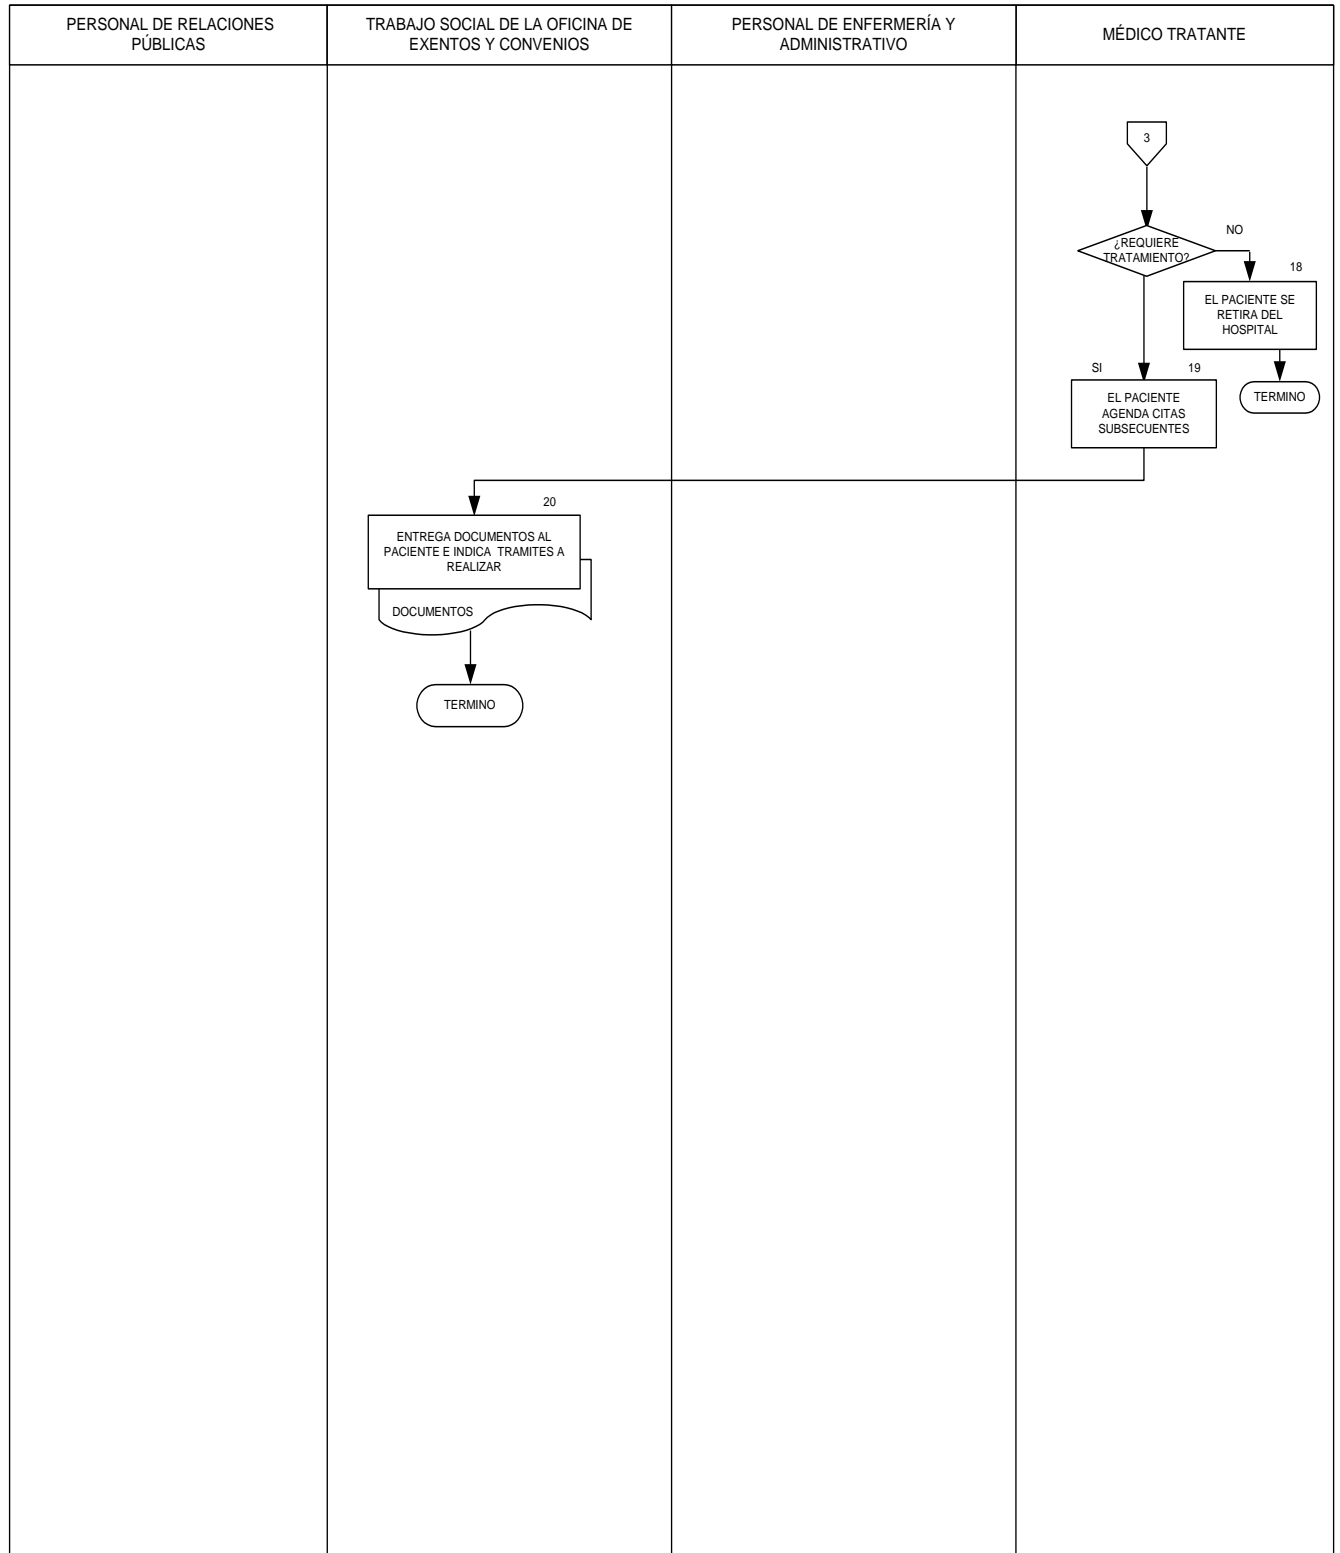 PERSONAL DE RELACIONES
PÚBLICAS
TRABAJO SOCIAL DE LA OFICINA DE
EXENTOS Y CONVENIOS
PERSONAL DE ENFERMERÍA Y
ADMINISTRATIVO
MÉDICO TRATANTE
3
¿REQUIERE
TRATAMIENTO?
NO
18
EL PACIENTE SE
RETIRA DEL
HOSPITAL
TERMINO
SI
19
EL PACIENTE
AGENDA CITAS
SUBSECUENTES
20
ENTREGA DOCUMENTOS AL
PACIENTE E INDICA TRAMITES A
REALIZAR
DOCUMENTOS
TERMINO